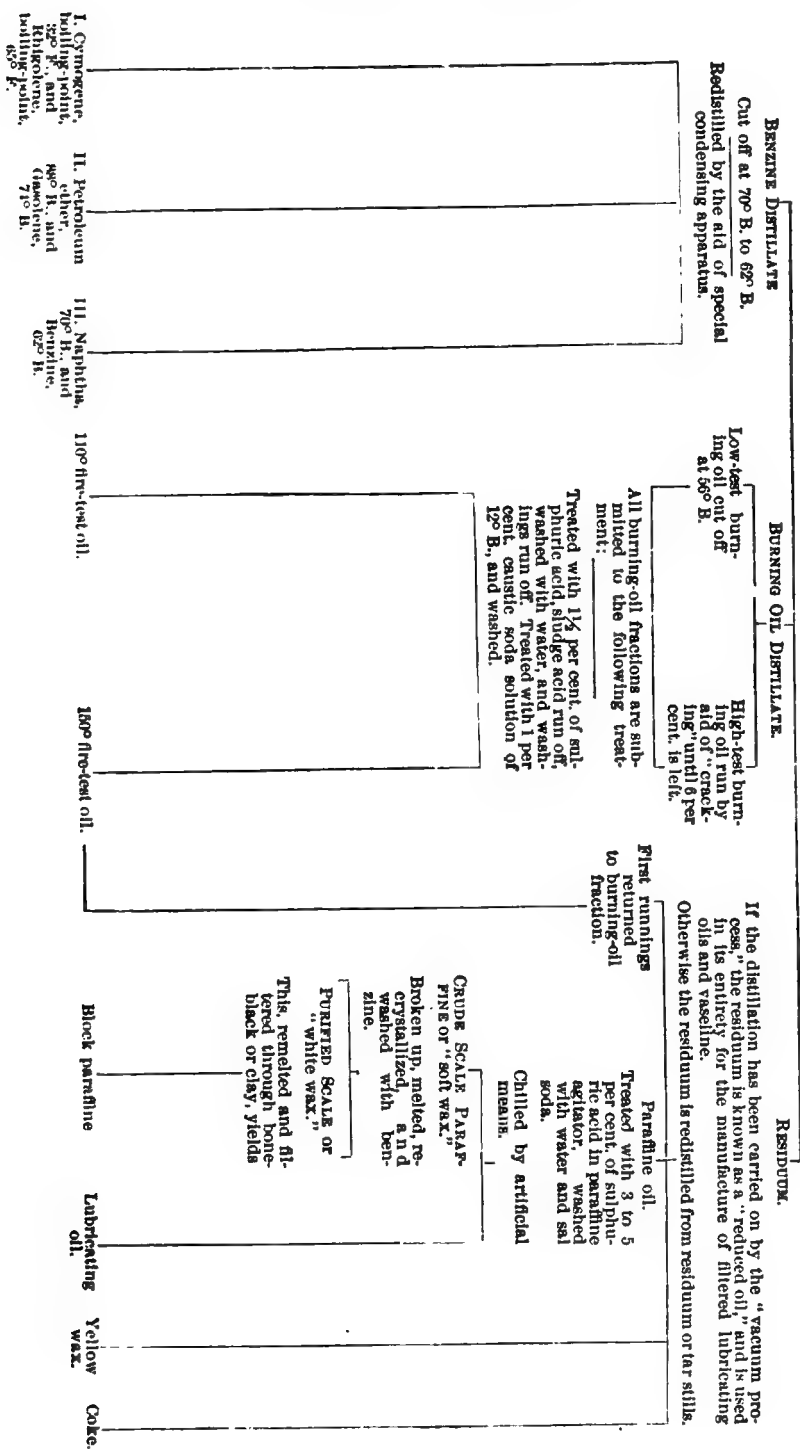 BENZINE DISTILLATE
Cut off at 70° B. to 62° B.
Redistilled by the aid of special
condensing apparatus.
I. Cymogene,
boiling-point,
32° F., and
Rhigolene,
boiling-point,
65° F.
II. Petroleum
ether,
88° B., and
Gasolene,
71° B.
III. Naphtha,
70° B., and
Benzine,
62° B.
BURNING OIL DISTILLATE.
Low-test burn-
ing oil cut off
at 56° B.
High-test burn-
ing oil run by
aid of "crack-
ing" until 6 per
cent. is left.
All burning-oil fractions are sub-
mitted to the following treat-
ment:
Treated with 1½ per cent. of sul-
phuric acid, sludge acid run off,
washed with water, and wash-
ings run off. Treated with 1 per
cent. caustic soda solution of
12° B., and washed.
110° fire-test oil.
150° fire-test oil.
RESIDUUM.
If the distillation has been carried on by the "vacuum pro-
cess," the residuum is known as a "reduced oil," and is used
in its entirety for the manufacture of filtered lubricating
oils and vaseline.
Otherwise the residuum is redistilled from residuum or tar stills.
First runnings
returned
to burning-oil
fraction.
Paraffine oil.
Treated with 3 to 5
per cent. of sulphu-
ric acid in paraffine
agitator, washed
with water and sal
soda.
Chilled by artificial
means.
CRUDE SCALE PARAF-
FINE or "soft wax."
Broken up, melted, re-
crystallized, and
washed with ben-
zine.
PURIFIED SCALE or
"white wax."
This, remelted and fil-
tered through bone-
black or clay, yields
Block paraffine
Lubricating
oil.
Yellow
wax.
Coke.